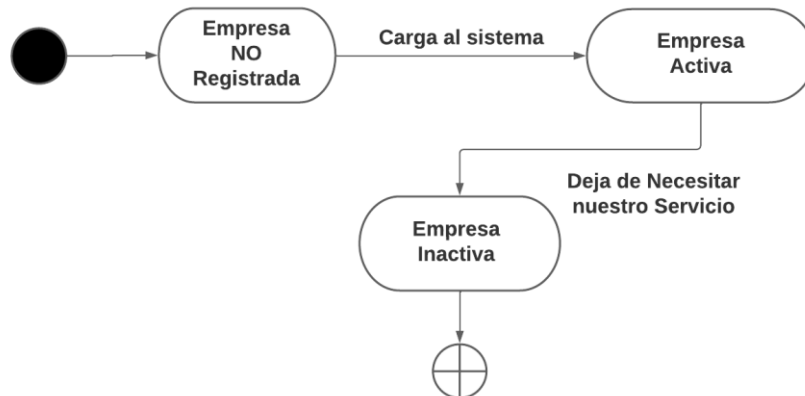 Empresa
NO
Registrada
Carga al sistema
Empresa
Activa
Deja de Necesitar
nuestro Servicio
Empresa
Inactiva